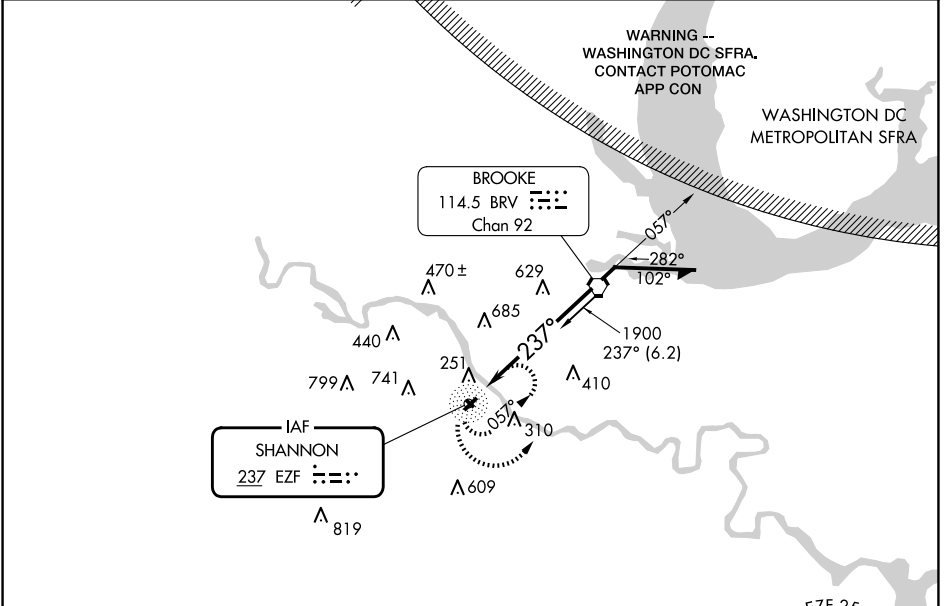 WARNING --
WASHINGTON DC SFRA.
CONTACT POTOMAC
APP CON
WASHINGTON DC
METROPOLITAN SFRA
BROOKE
114.5 BRV
Chan 92
057°
282°
102°
470 ±
629
685
237°
1900
237° (6.2)
440
251
410
799
741
057°
310
IAF
SHANNON
237 EZF
609
819